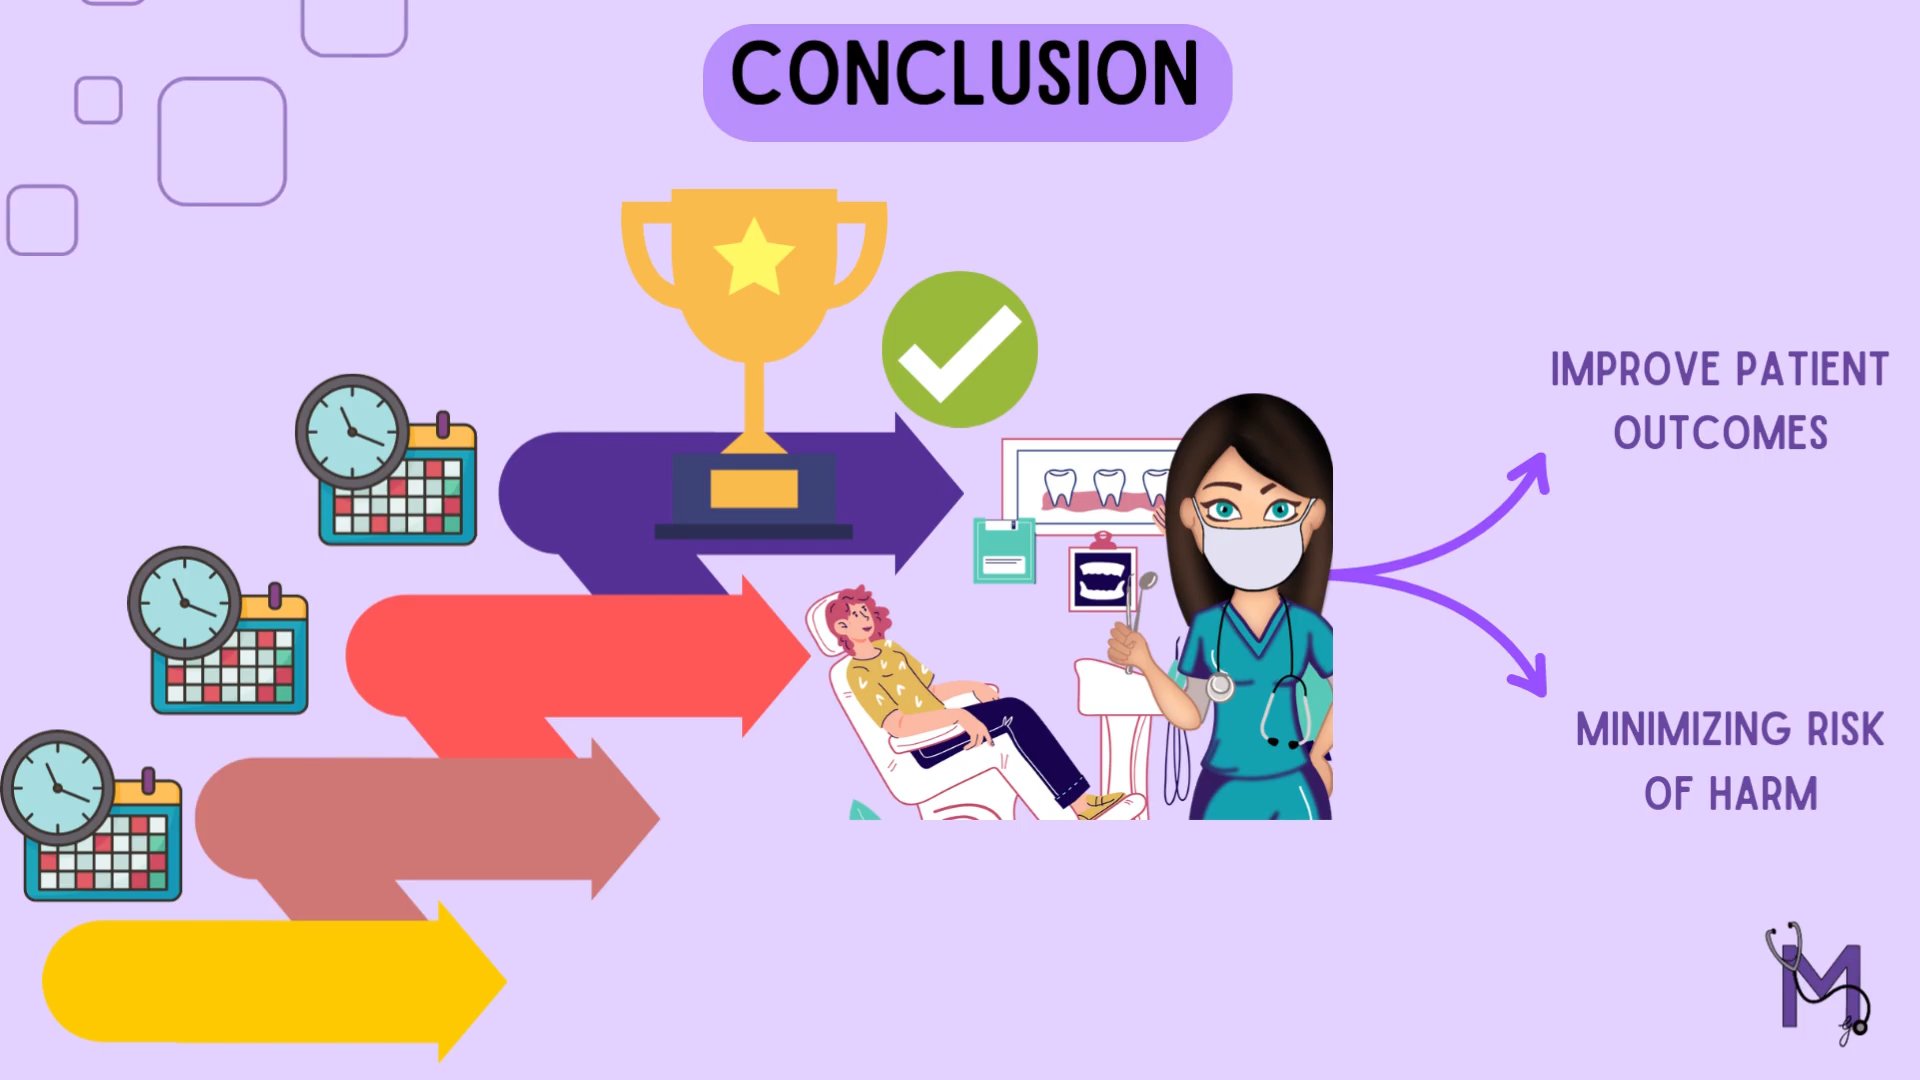 CONCLUSION
IMPROVE PATIENT
OUTCOMES
MINIMIZING RISK
OF HARM
M